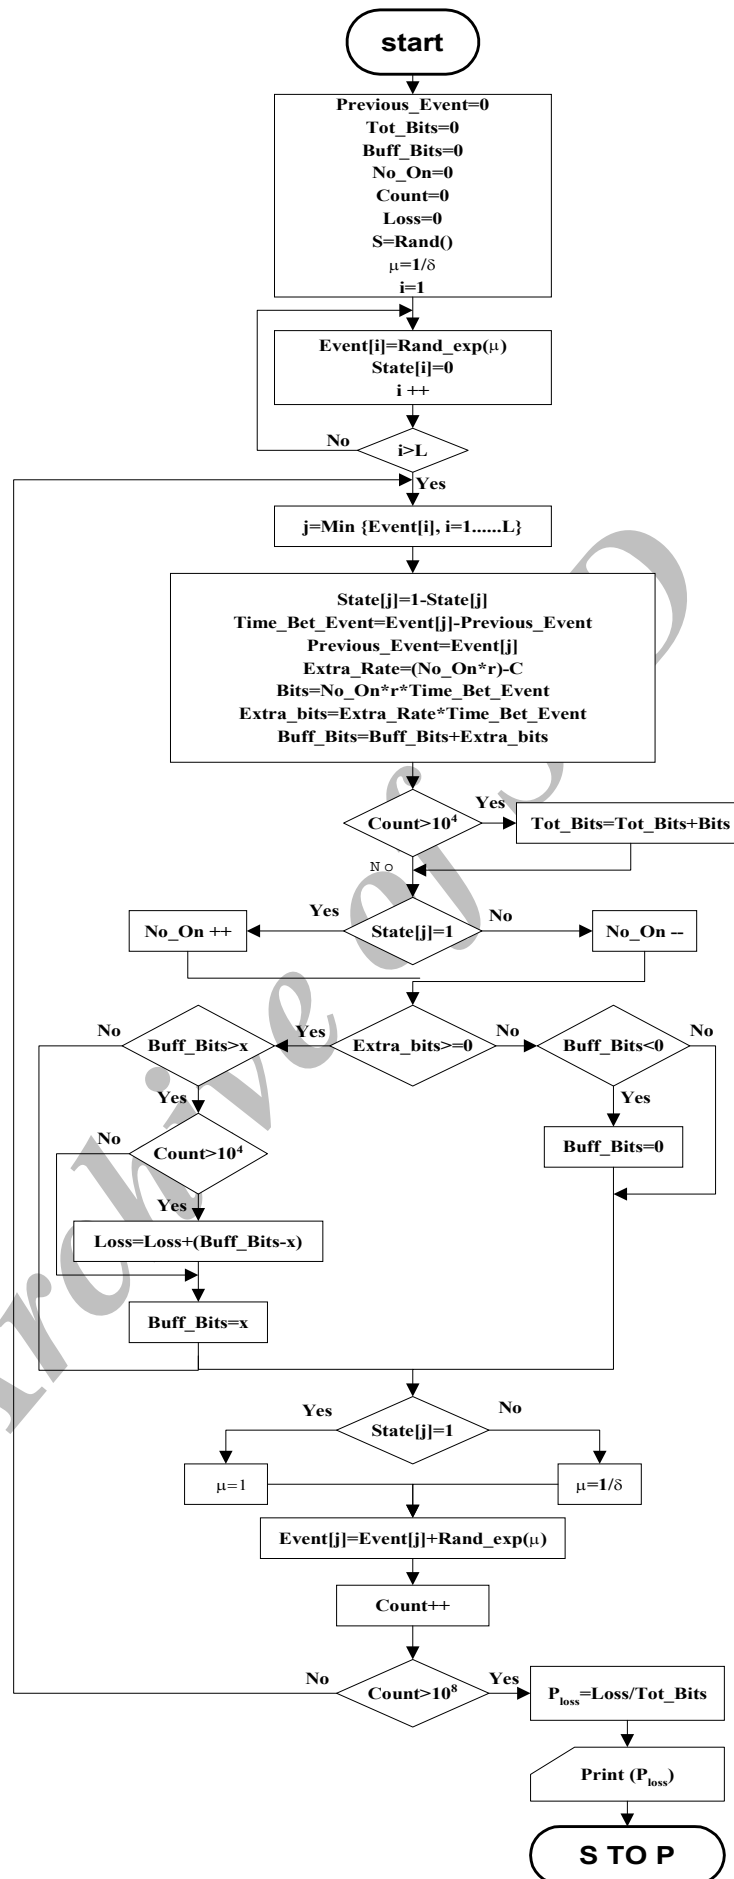 start
Previous_Event=0
Tot_Bits=0
Buff_Bits=0
No_On=0
Count=0
Loss=0
S=Rand()
μ=1/δ
i=1
Event[i]=Rand_exp(μ)
State[i]=0
i ++
No
i>L
Yes
j=Min {Event[i], i=1......L}
State[j]=1-State[j]
Time_Bet_Event=Event[j]-Previous_Event
Previous_Event=Event[j]
Extra_Rate=(No_On*r)-C
Bits=No_On*r*Time_Bet_Event
Extra_bits=Extra_Rate*Time_Bet_Event
Buff_Bits=Buff_Bits+Extra_bits
Count>10⁴
Yes
Tot_Bits=Tot_Bits+Bits
No
Yes
State[j]=1
No
No_On ++
No_On --
No
Buff_Bits>x
Yes
Extra_bits>=0
No
Buff_Bits<0
No
Yes
Yes
No
Count>10⁴
Buff_Bits=0
Yes
Loss=Loss+(Buff_Bits-x)
Buff_Bits=x
Yes
State[j]=1
No
μ=1
μ=1/δ
Event[j]=Event[j]+Rand_exp(μ)
Count++
No
Count>10⁸
Yes
P_loss=Loss/Tot_Bits
Print (P_loss)
S TO P
Archive of SID